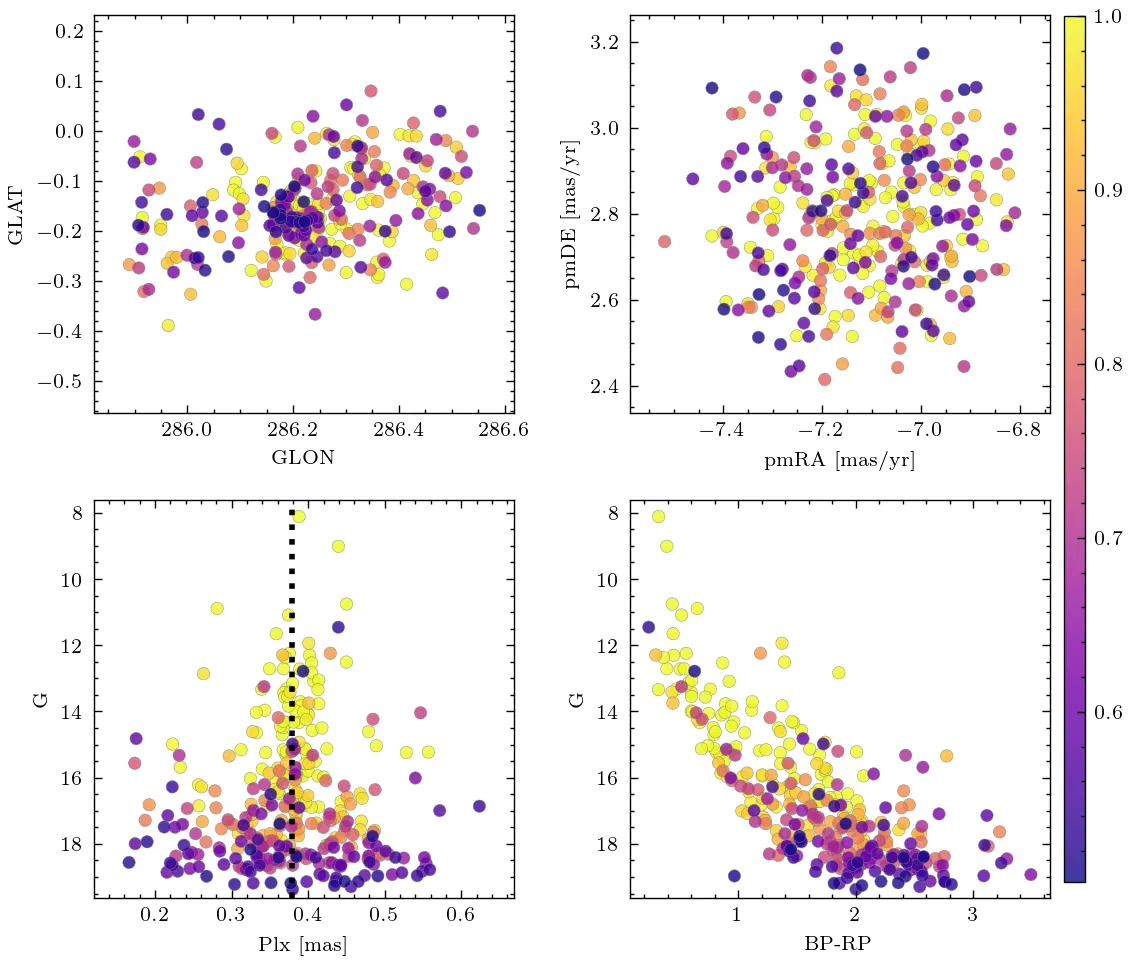 0.2
0.1
0.0
−0.1
−0.2
−0.3
−0.4
−0.5
GLAT
286.0 286.2 286.4 286.6
GLON
3.2
3.0
2.8
2.6
2.4
pmDE [mas/yr]
−7.4 −7.2 −7.0 −6.8
pmRA [mas/yr]
1.0
0.9
0.8
0.7
0.6
8
10
12
14
16
18
G
0.2 0.3 0.4 0.5 0.6
Plx [mas]
8
10
12
14
16
18
G
1 2 3
BP-RP